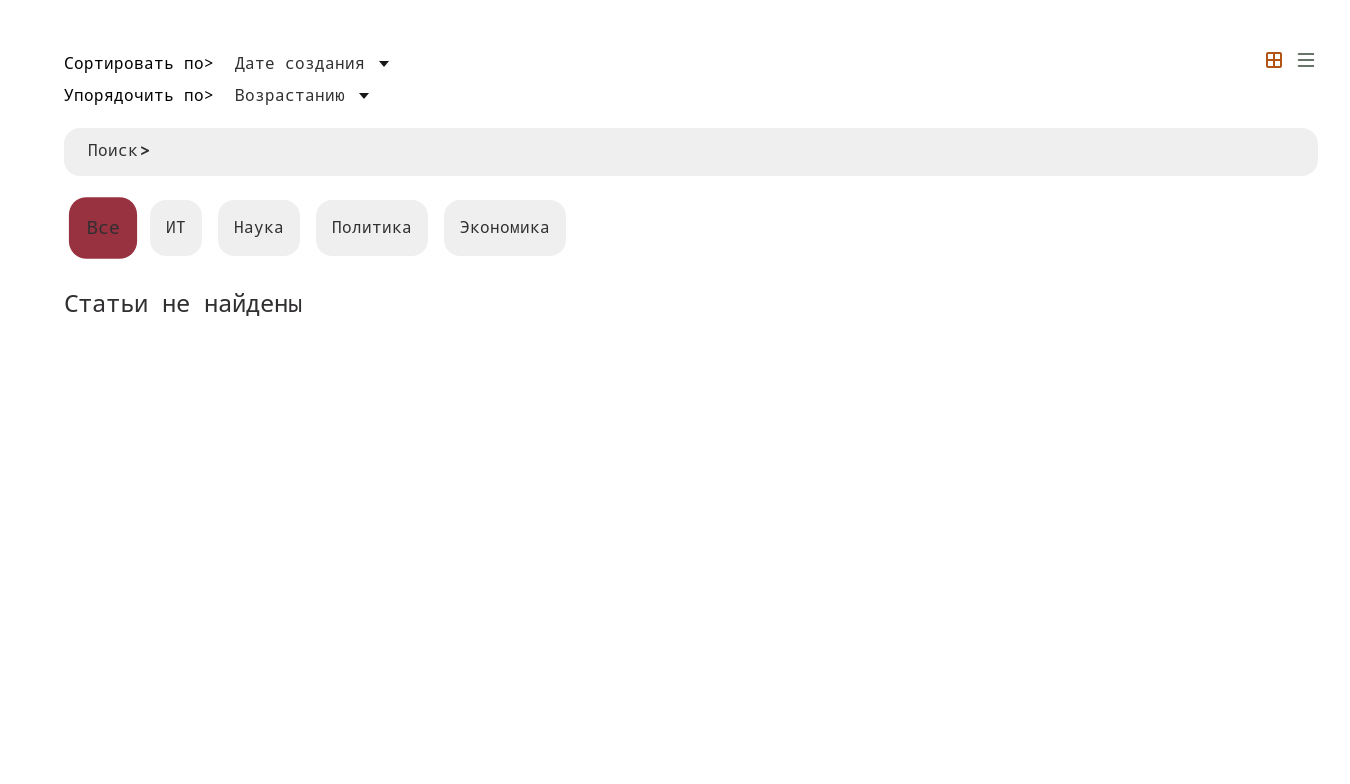 Сортировать по> Дате создания
Упорядочить по> Возрастанию
Поиск>
Все ИТ Наука Политика Экономика
Статьи не найдены